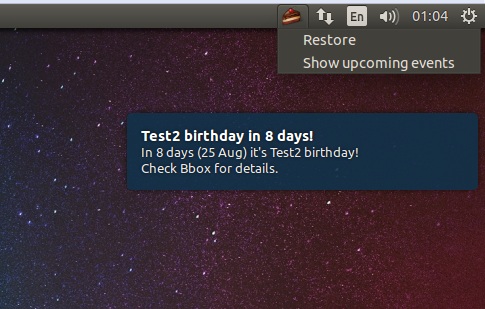 En 01:04
Restore
Show upcoming events
Test2 birthday in 8 days!
In 8 days (25 Aug) it's Test2 birthday!
Check Bbox for details.